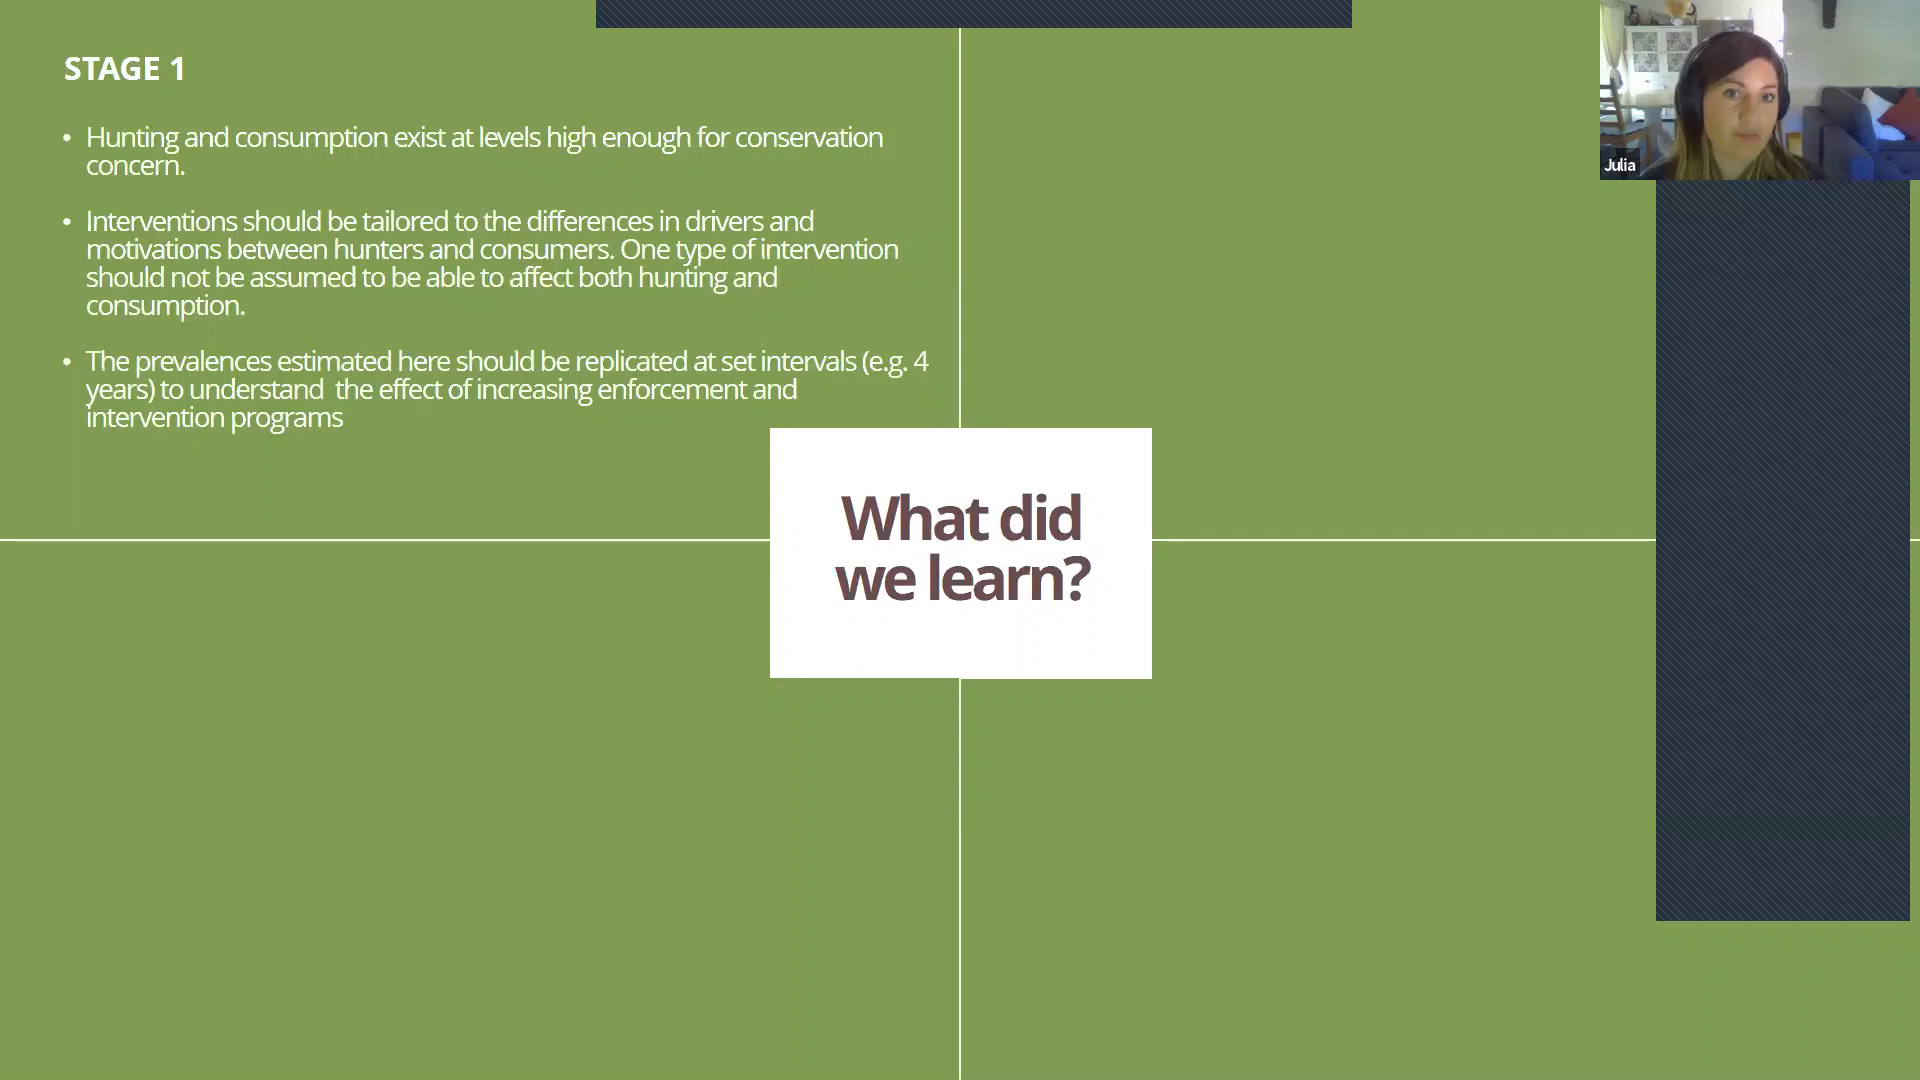 STAGE 1
• Hunting and consumption exist at levels high enough for conservation
concern.
• Interventions should be tailored to the differences in drivers and
motivations between hunters and consumers. One type of intervention
should not be assumed to be able to affect both hunting and
consumption.
• The prevalences estimated here should be replicated at set intervals (e.g. 4
years) to understand  the effect of increasing enforcement and
intervention programs
What did
we learn?
Julia